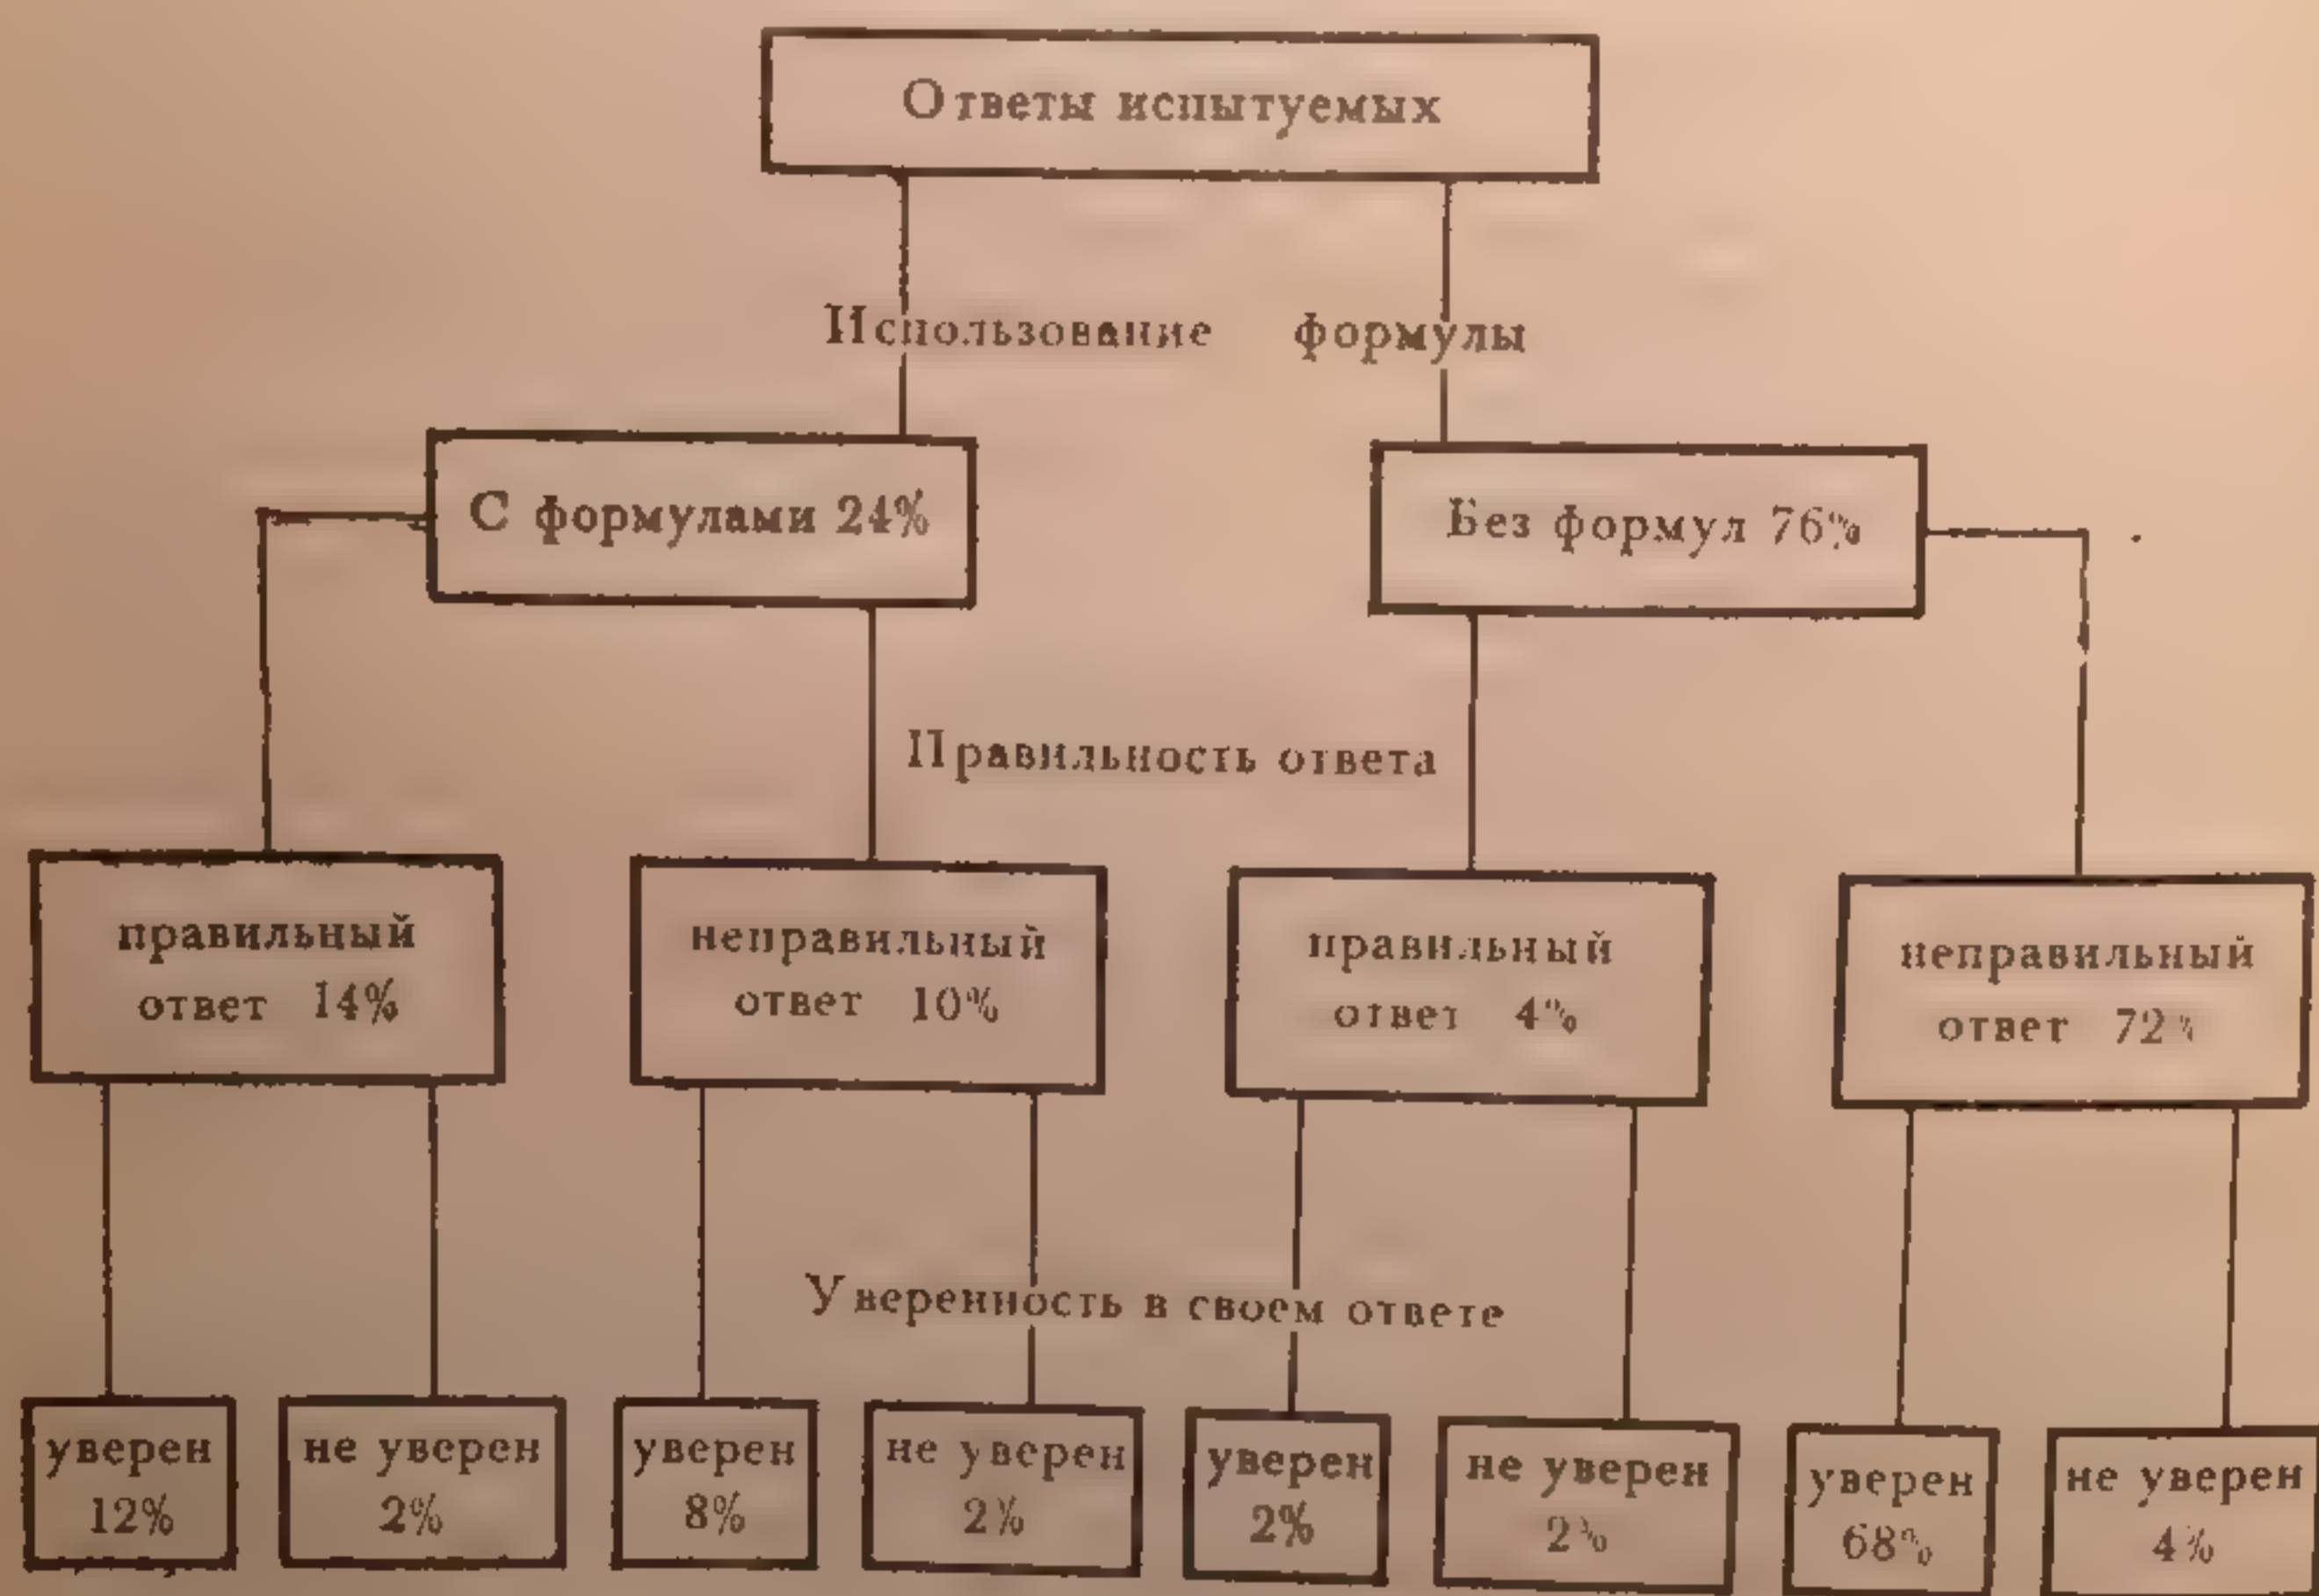 Ответы испытуемых
Использование формулы
С формулами 24%
Без формул 76%
Правильность ответа
правильный
ответ 14%
неправильный
ответ 10%
правильный
ответ 4%
неправильный
ответ 72%
Уверенность в своем ответе
уверен
12%
не уверен
2%
уверен
8%
не уверен
2%
уверен
2%
не уверен
2%
уверен
68%
не уверен
4%